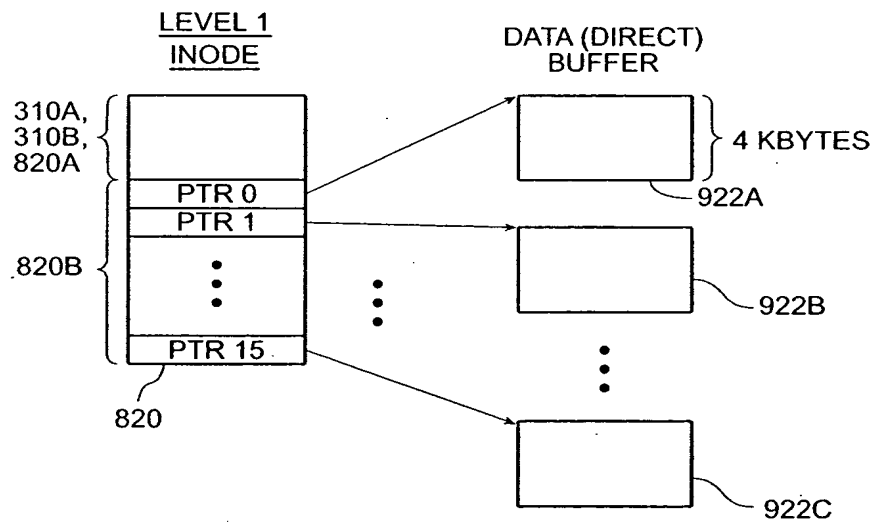 LEVEL 1
INODE
DATA (DIRECT)
BUFFER
310A,
310B,
820A
4 KBYTES
PTR 0
922A
PTR 1
820B
922B
PTR 15
820
922C